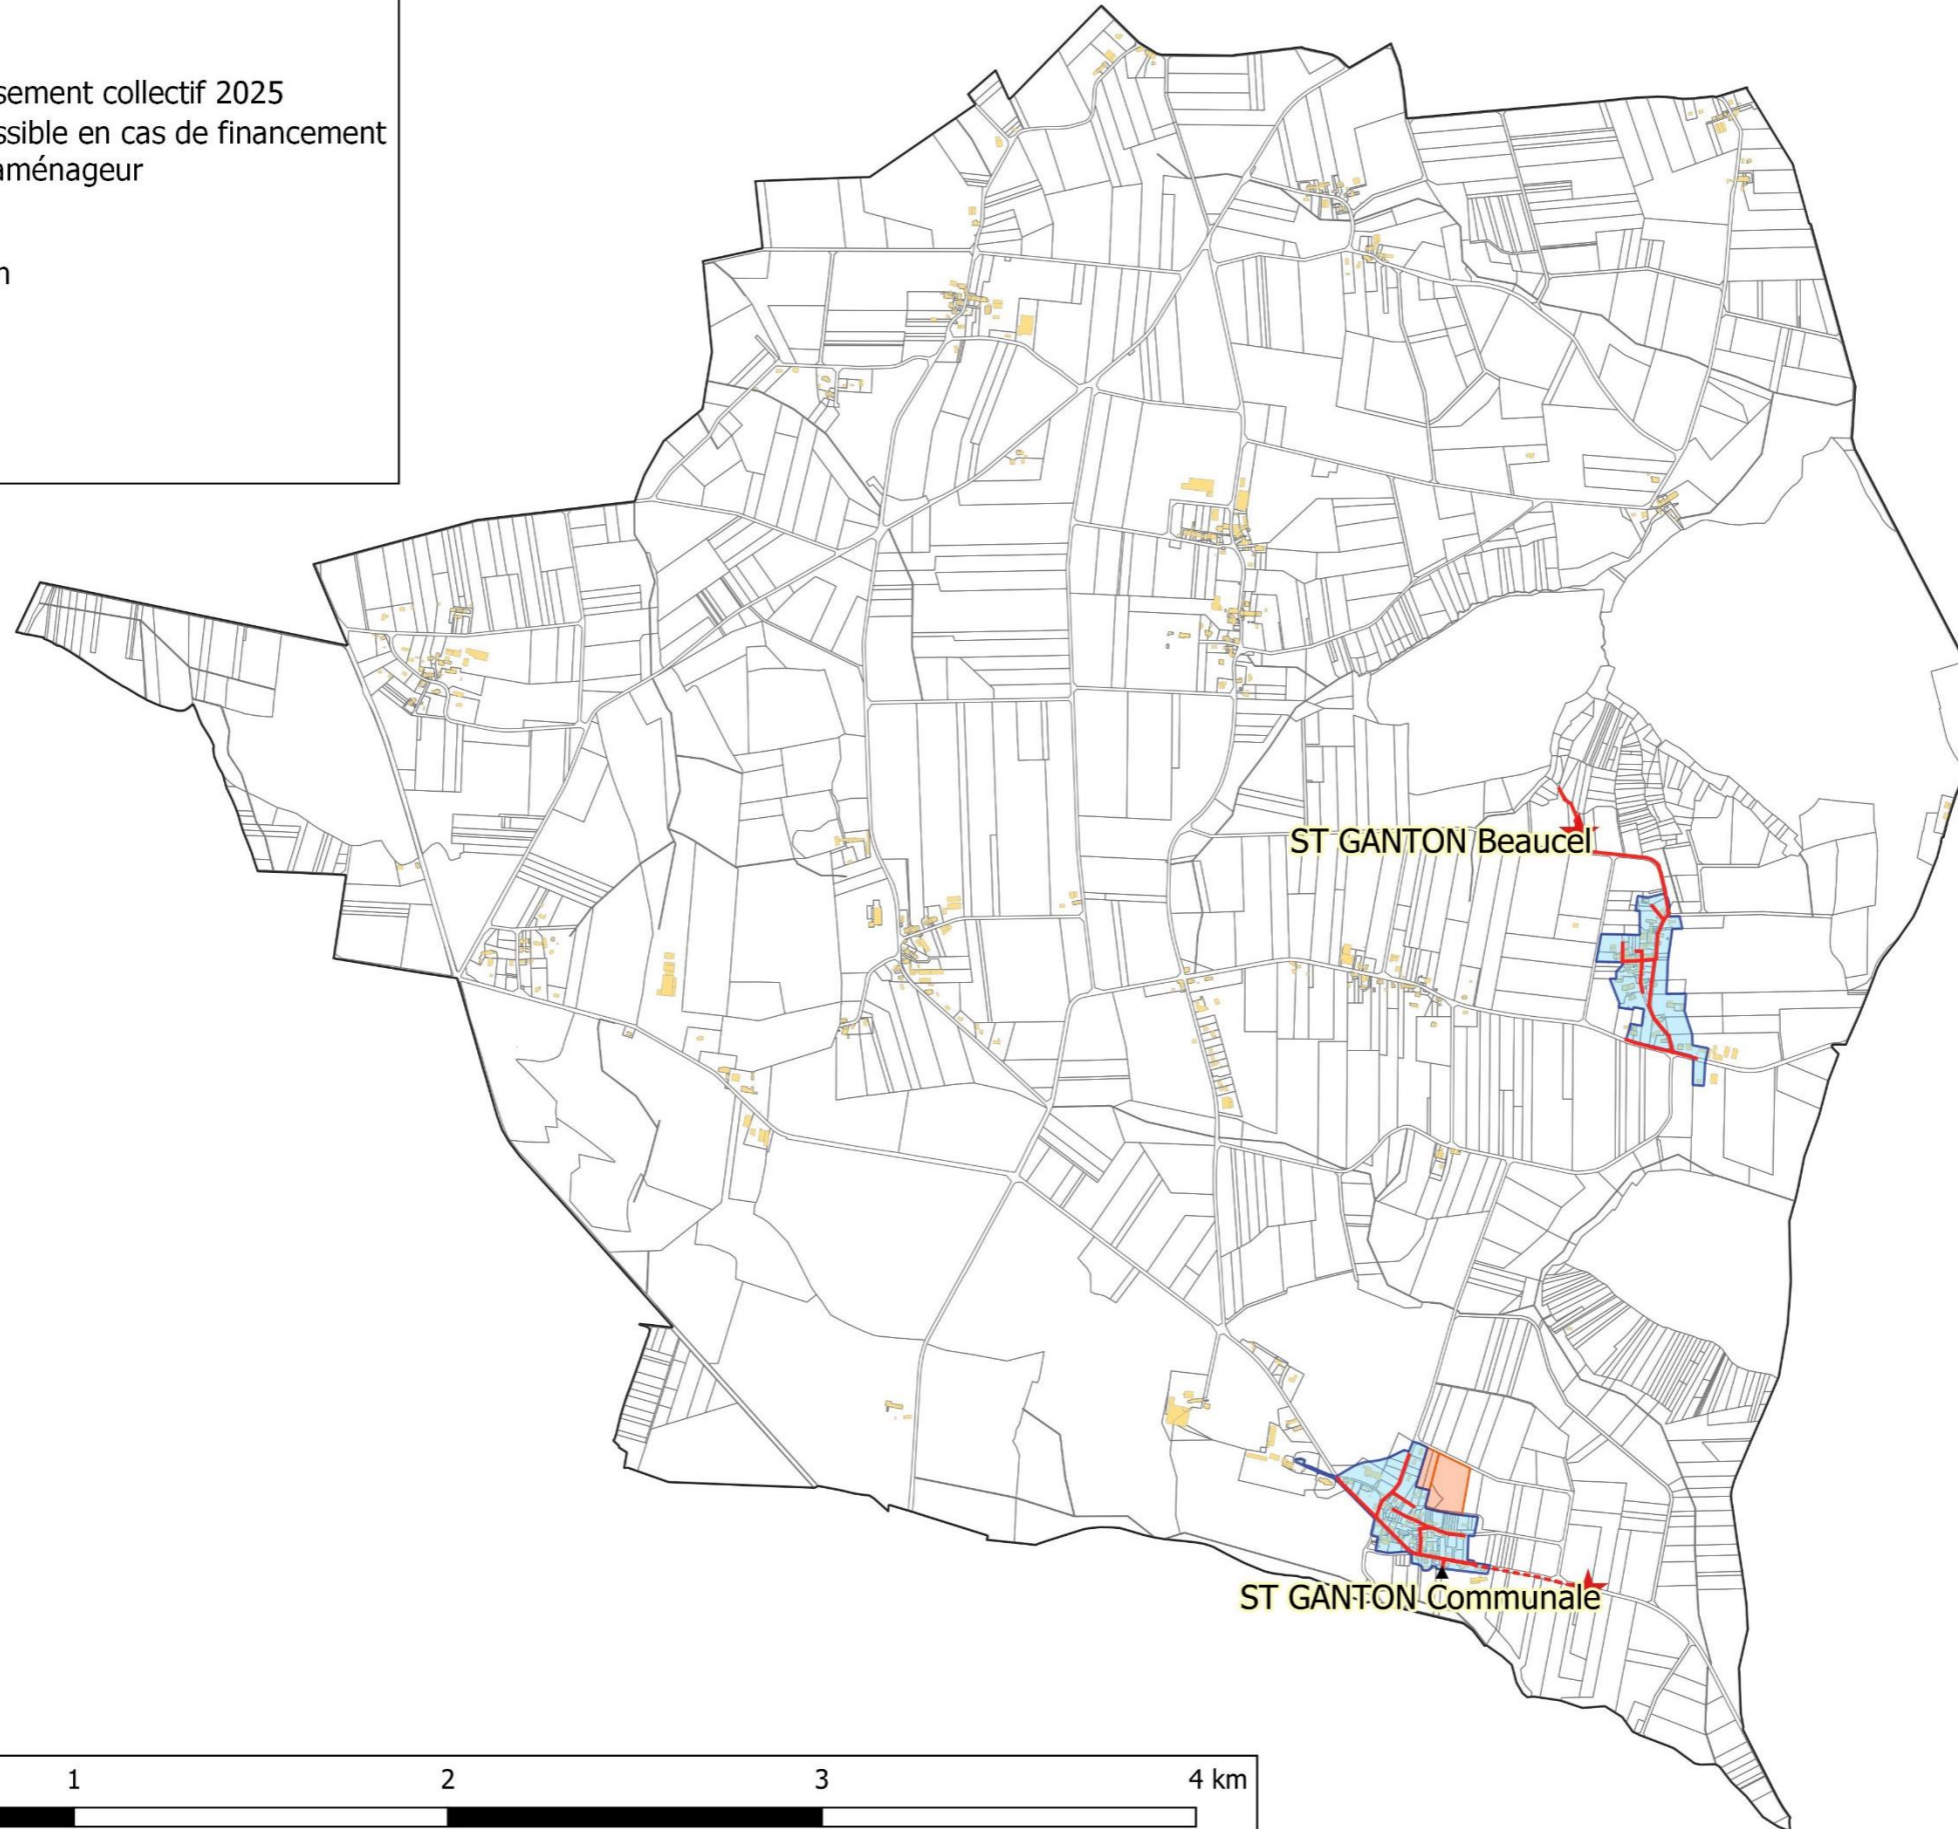 sement collectif 2025
ssible en cas de financement
aménageur
n
ST GANTON Beaucel
ST GANTON Communale
1 2 3 4 km